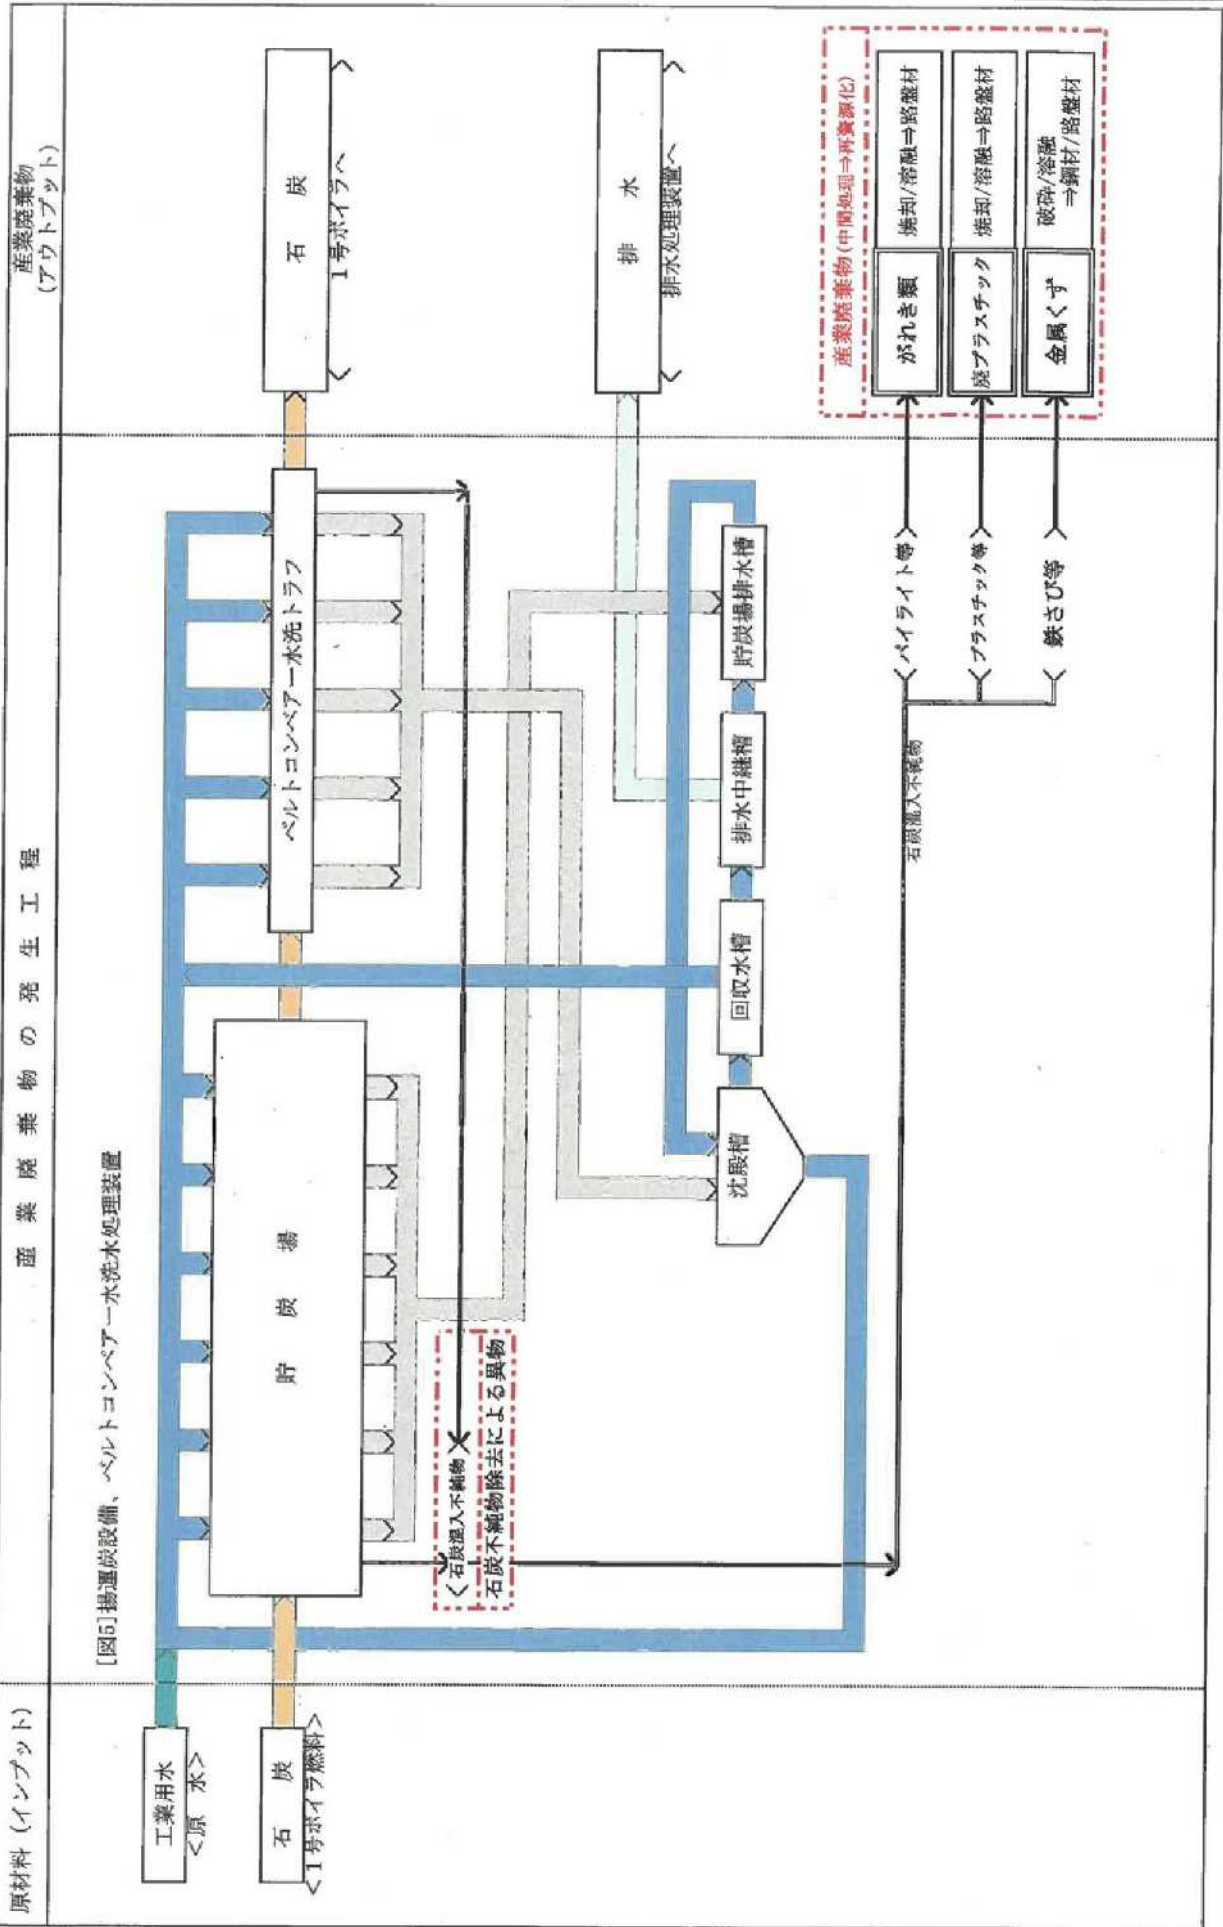 原材料 (インプット)
産業廃棄物の発生工程
産業廃棄物
(アウトプット)
[図5]揚運炭設備、ベルトコンベアー水洗水処理装置
工業用水
<原 水>
石 炭
<1号ボイラ燃料>
貯 炭 場
ベルトコンベアー水洗トラフ
石 炭
<1号ボイラへ>
<石炭混入不純物>
石炭不純物除去による異物
沈殿槽
回収水槽
排水中継槽
貯炭場排水槽
排 水
<排水処理装置へ>
石炭混入不純物
<パイライト等>
<プラスチック等>
<鉄さび等>
産業廃棄物(中間処理⇒再資源化)
がれき類
焼却/溶融⇒路盤材
廃プラスチック
焼却/溶融⇒路盤材
金属くず
破砕/溶融
⇒鋼材/路盤材